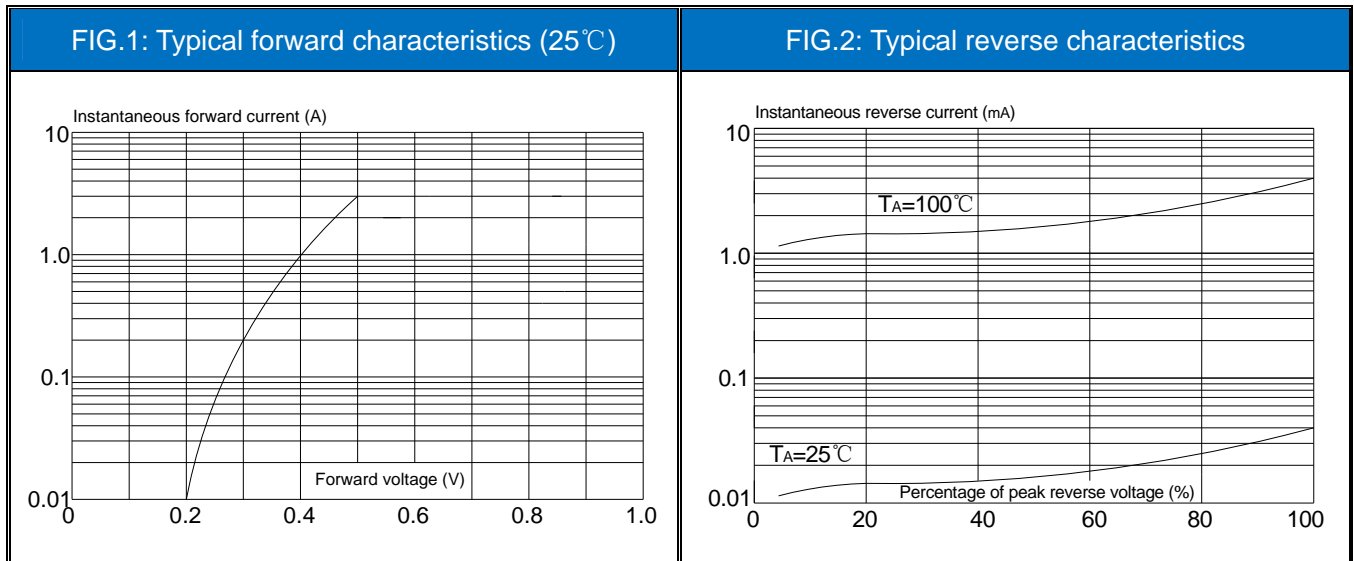 FIG.1: Typical forward characteristics (25℃)
Instantaneous forward current (A)
10
1.0
0.1
0.01
Forward voltage (V)
0 0.2 0.4 0.6 0.8 1.0
FIG.2: Typical reverse characteristics
Instantaneous reverse current (mA)
10
TA=100℃
1.0
0.1
TA=25℃
0.01
Percentage of peak reverse voltage (%)
0 20 40 60 80 100